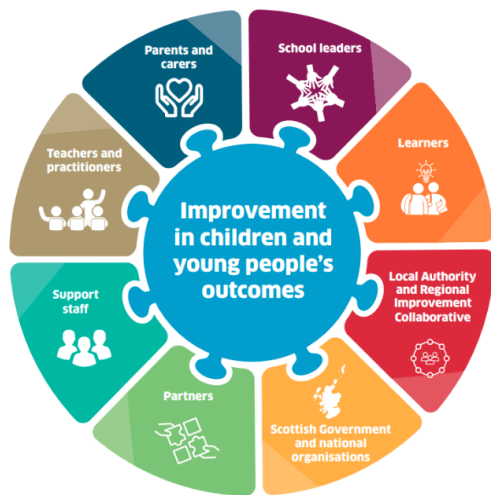 Parents and
carers
School leaders
Learners
Local Authority
and Regional
Improvement
Collaborative
Scottish Government
and national
organisations
Partners
Support
staff
Teachers and
practitioners
Improvement
in children and
young people's
outcomes